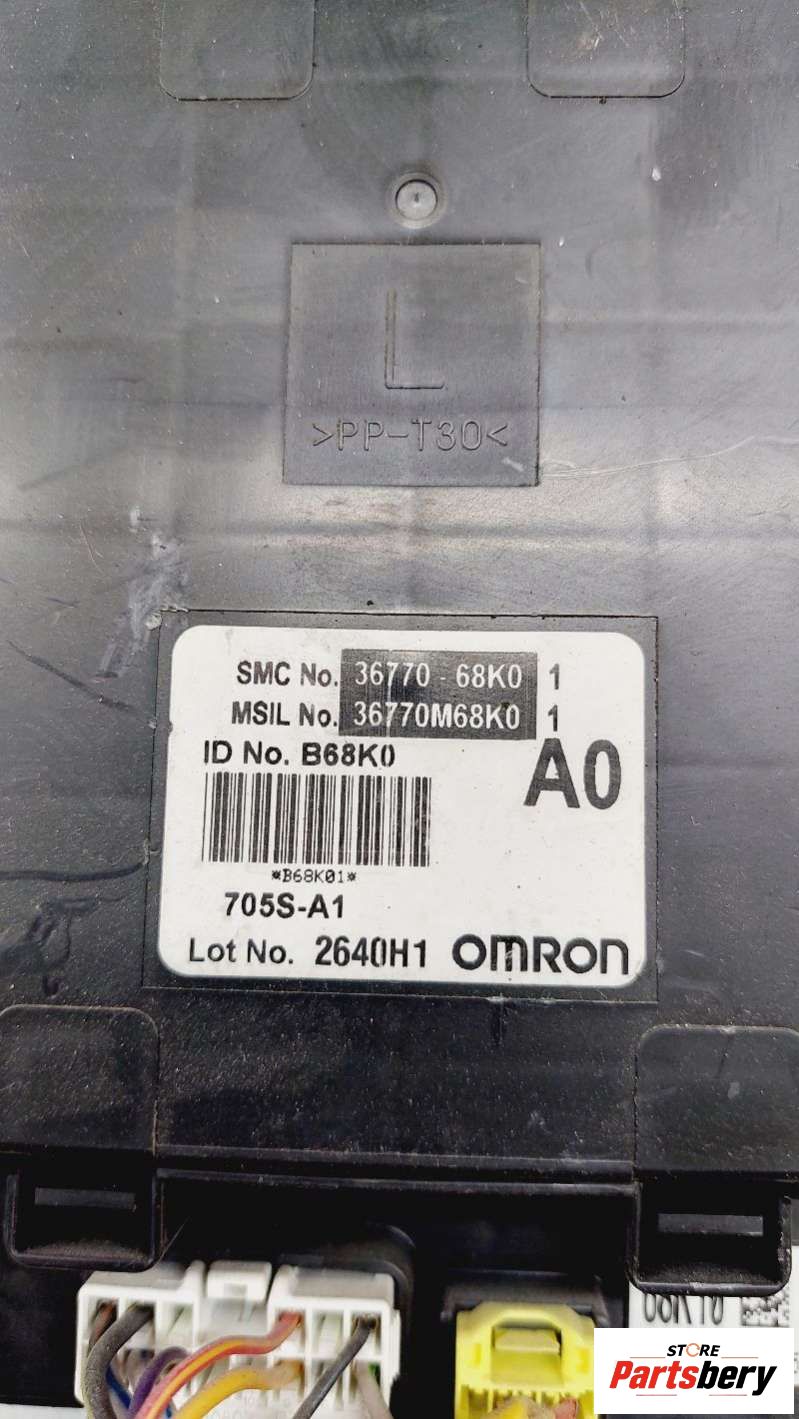 L
>PP-T30<
SMC No. 36770 - 68K0 1
MSIL No. 36770M68K0 1
ID No. B68K0
A0
*B68K01*
705S-A1
Lot No. 2640H1 OMRON
68K10
STORE
Partsbery